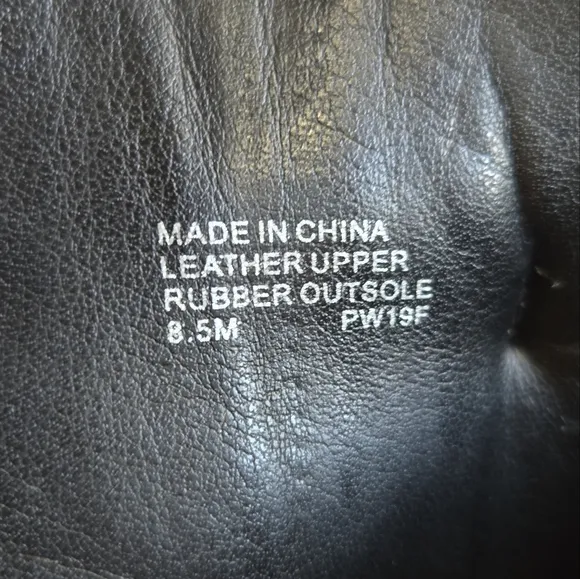 MADE IN CHINA
LEATHER UPPER
RUBBER OUTSOLE
8.5M PW19F